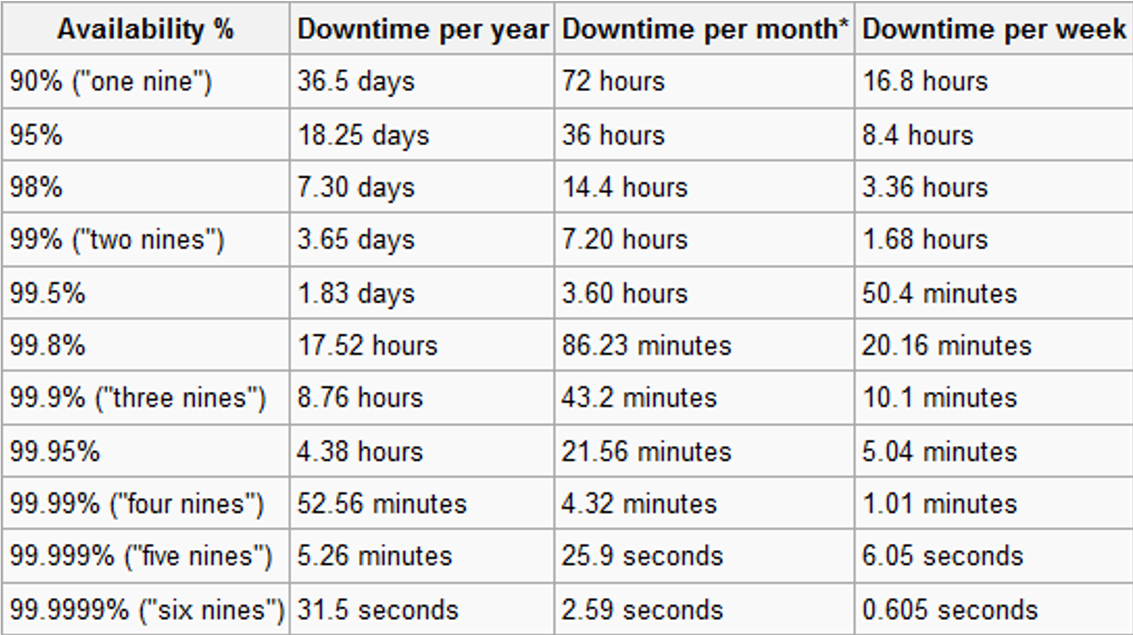 Availability % Downtime per year Downtime per month* Downtime per week
90% ("one nine") 36.5 days 72 hours 16.8 hours
95% 18.25 days 36 hours 8.4 hours
98% 7.30 days 14.4 hours 3.36 hours
99% ("two nines") 3.65 days 7.20 hours 1.68 hours
99.5% 1.83 days 3.60 hours 50.4 minutes
99.8% 17.52 hours 86.23 minutes 20.16 minutes
99.9% ("three nines") 8.76 hours 43.2 minutes 10.1 minutes
99.95% 4.38 hours 21.56 minutes 5.04 minutes
99.99% ("four nines") 52.56 minutes 4.32 minutes 1.01 minutes
99.999% ("five nines") 5.26 minutes 25.9 seconds 6.05 seconds
99.9999% ("six nines") 31.5 seconds 2.59 seconds 0.605 seconds